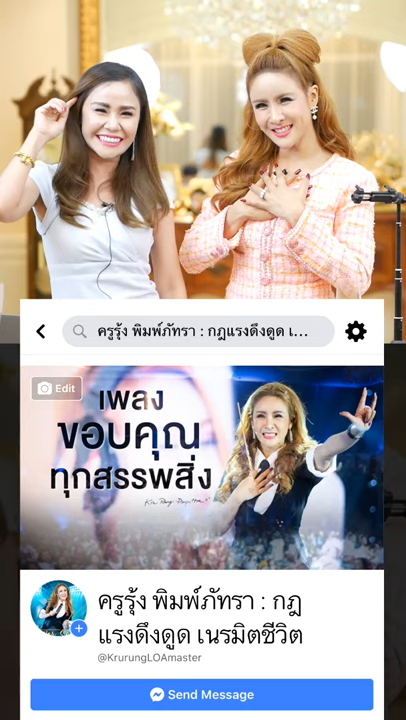 ครูรุ้ง พิมพ์ภัทรา : กฎแรงดึงดูด เ...
Edit
เพลง
ขอบคุณ
ทุกสรรพสิ่ง
ครูรุ้ง พิมพ์ภัทรา : กฎ
แรงดึงดูด เนรมิตชีวิต
@KrurungLOAmaster
Send Message